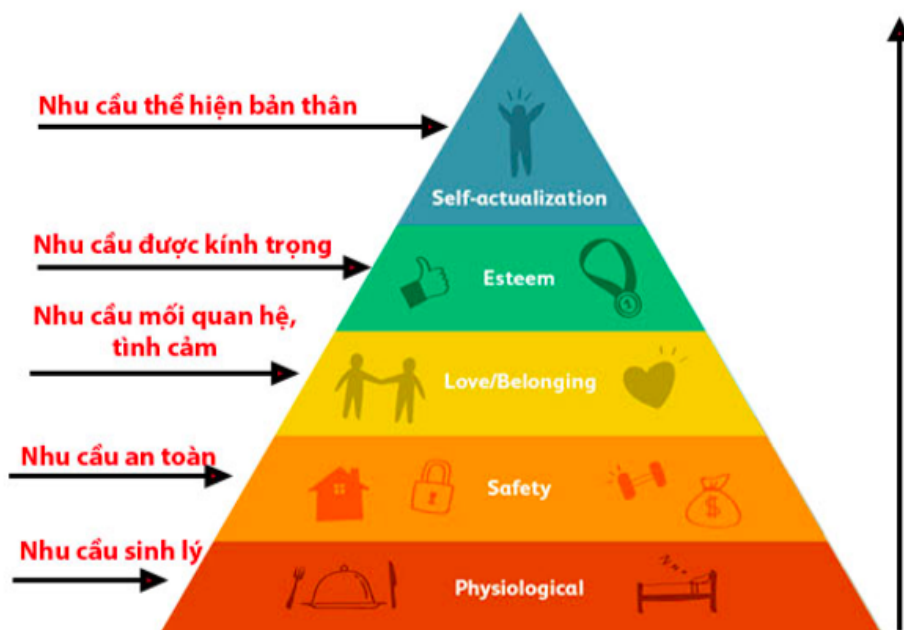 Nhu cầu thể hiện bản thân
Self-actualization
Nhu cầu được kính trọng
Esteem
Nhu cầu mối quan hệ,
tình cảm
Love/Belonging
Nhu cầu an toàn
Safety
Nhu cầu sinh lý
Physiological